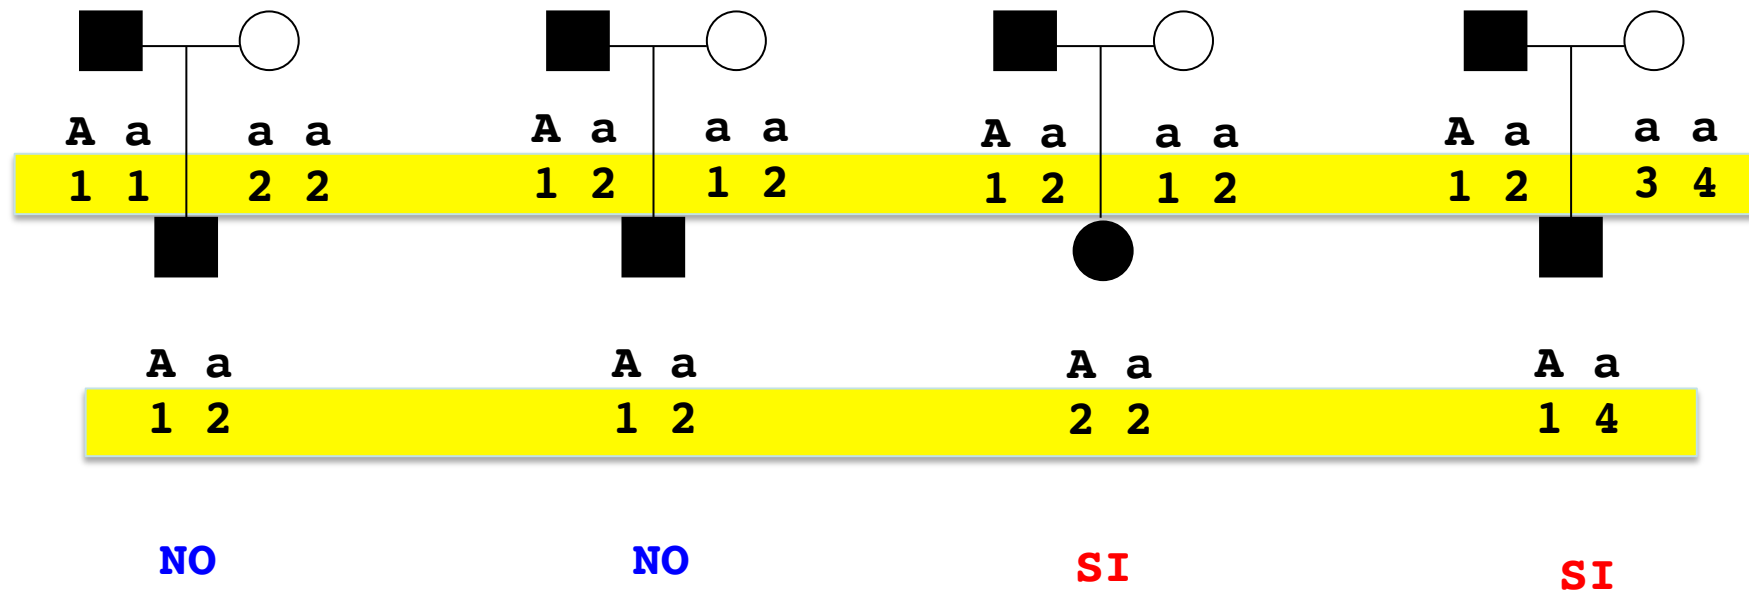 A a a a A a a a A a a a A a a a
1 1 2 2 1 2 1 2 1 2 1 2 1 2 3 4
A a A a A a A a
1 2 1 2 2 2 1 4
NO NO SI SI